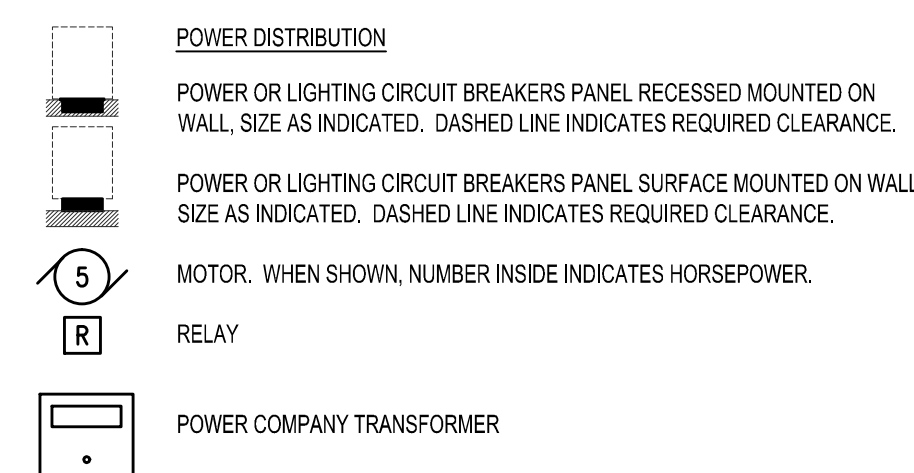 POWER DISTRIBUTION
POWER OR LIGHTING CIRCUIT BREAKERS PANEL RECESSED MOUNTED ON
WALL, SIZE AS INDICATED. DASHED LINE INDICATES REQUIRED CLEARANCE.
POWER OR LIGHTING CIRCUIT BREAKERS PANEL SURFACE MOUNTED ON WALL
SIZE AS INDICATED. DASHED LINE INDICATES REQUIRED CLEARANCE.
5 MOTOR. WHEN SHOWN, NUMBER INSIDE INDICATES HORSEPOWER.
R RELAY
POWER COMPANY TRANSFORMER